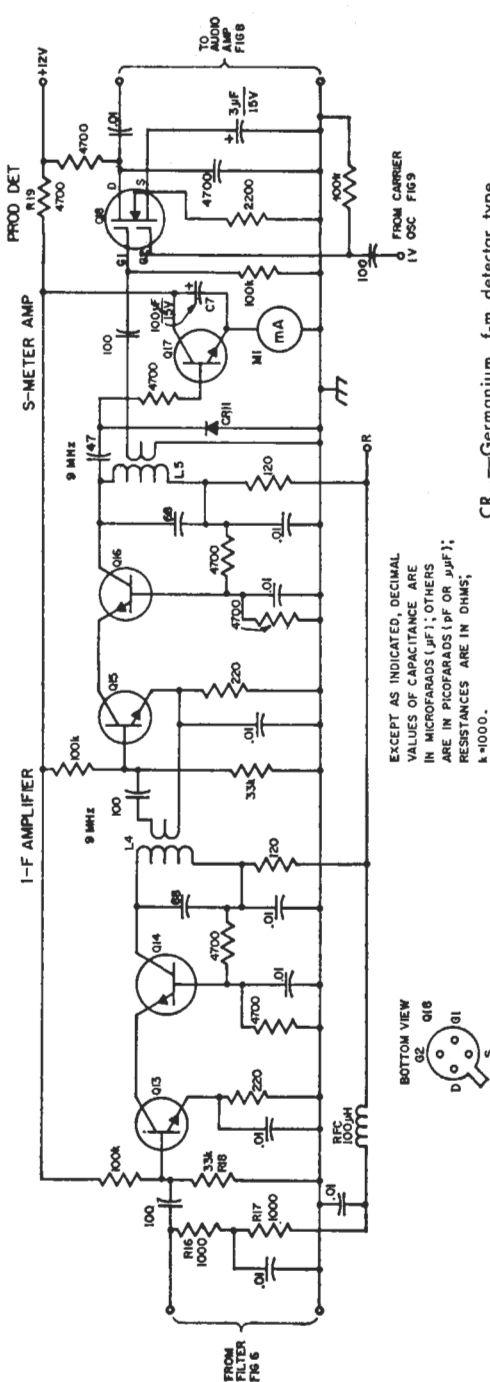 I-F AMPLIFIER
S-METER AMP
PROD DET
+12V
R19
4700
4700
.01
TO
AUDIO
AMP
FIG 8
100k
100k
9 MHz
9 MHz
47
4700
100µF
15V
C7
Q17
100
G1
G2
D
S
Q18
3µF
15V
4700
2200
400k
100
FROM CARRIER
1V OSC FIG 9
100k
M1
mA
CR11
L5
Q16
Q15
68
4700
.01
.01
4700
120
220
.01
33k
100
L4
Q14
68
4700
.01
.01
4700
120
Q13
220
.01
33k
R18
100
R16
1000
R17
1000
.01
.01
RFC
100µH
R
FROM
FILTER
FIG 6
BOTTOM VIEW
Q18
G2
G1
D
S
EXCEPT AS INDICATED, DECIMAL
VALUES OF CAPACITANCE ARE
IN MICROFARADS (µF); OTHERS
ARE IN PICOFARADS (pF OR µµF);
RESISTANCES ARE IN OHMS;
k=1000.
CR —Germanium, f-m detector type